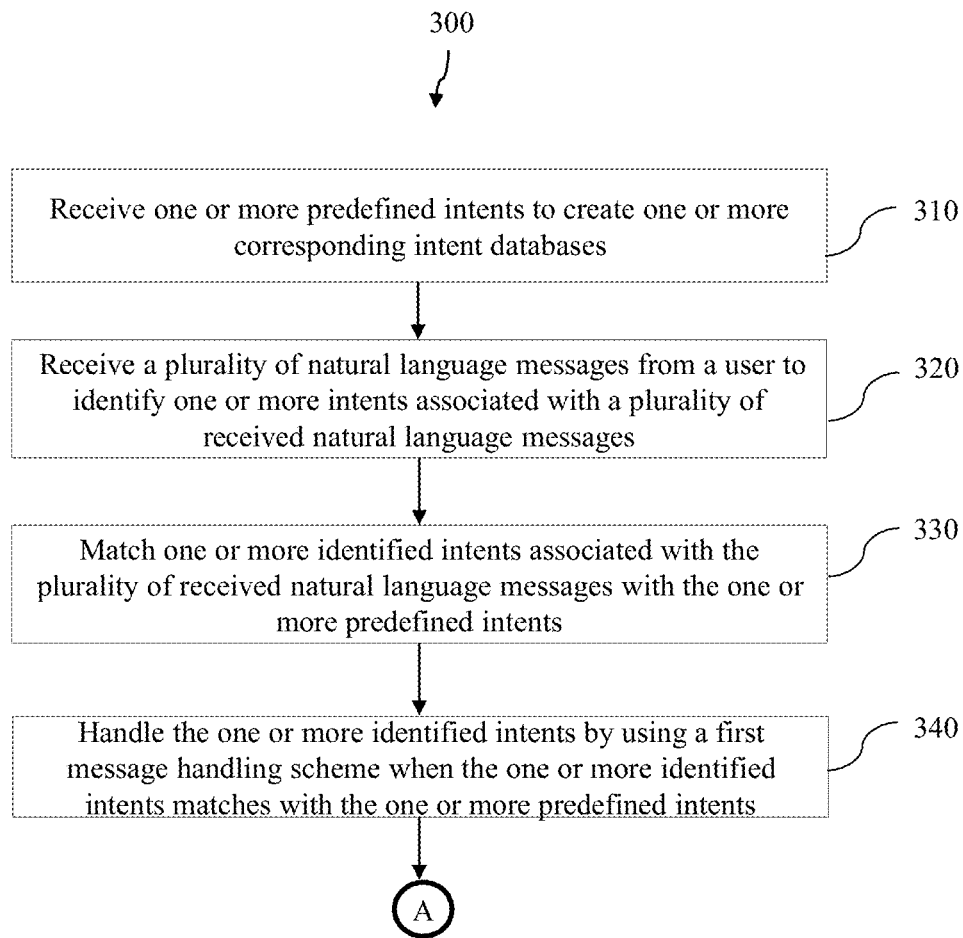 300
Receive one or more predefined intents to create one or more
corresponding intent databases
310
Receive a plurality of natural language messages from a user to
identify one or more intents associated with a plurality of
received natural language messages
320
Match one or more identified intents associated with the
plurality of received natural language messages with the one or
more predefined intents
330
Handle the one or more identified intents by using a first
message handling scheme when the one or more identified
intents matches with the one or more predefined intents
340
A